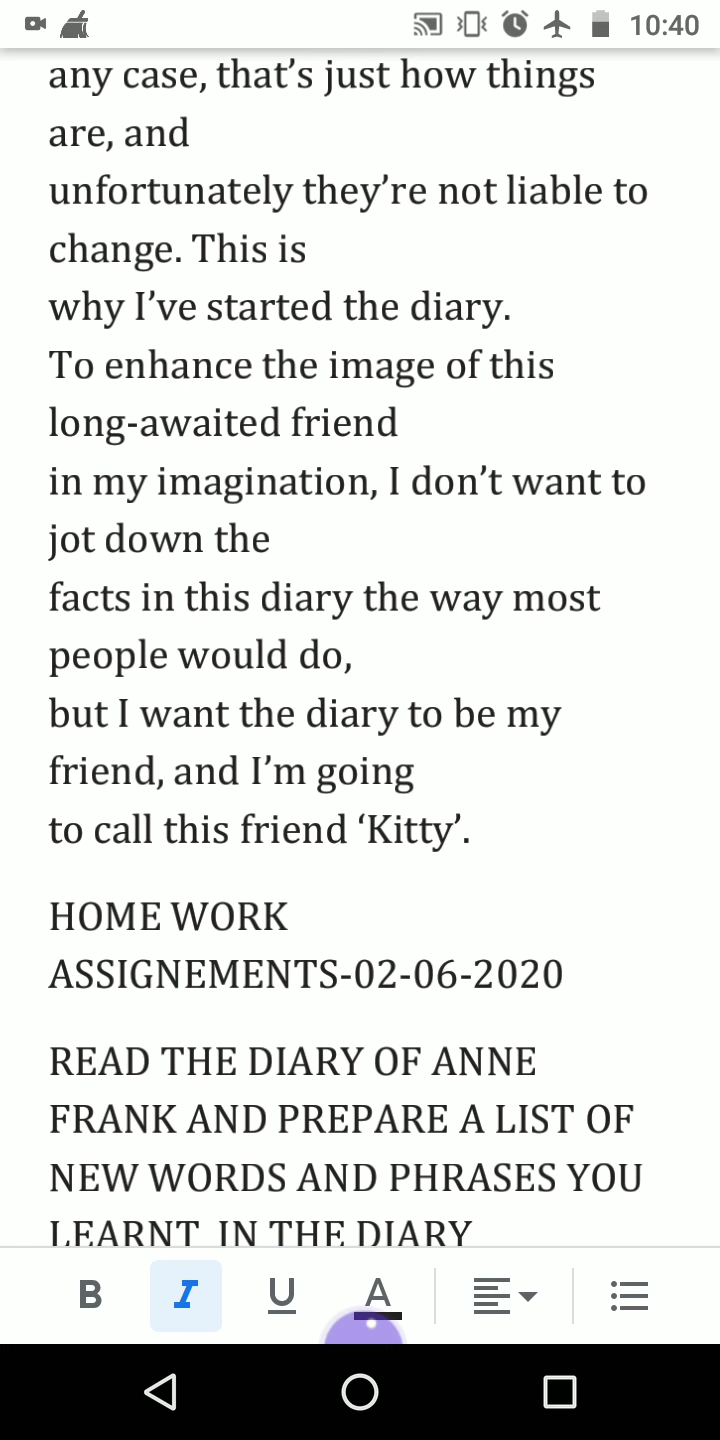 10:40
any case, that’s just how things
are, and
unfortunately they’re not liable to
change. This is
why I’ve started the diary.
To enhance the image of this
long-awaited friend
in my imagination, I don’t want to
jot down the
facts in this diary the way most
people would do,
but I want the diary to be my
friend, and I’m going
to call this friend ‘Kitty’.
HOME WORK
ASSIGNEMENTS-02-06-2020
READ THE DIARY OF ANNE
FRANK AND PREPARE A LIST OF
NEW WORDS AND PHRASES YOU
LEARNT IN THE DIARY
B I U A